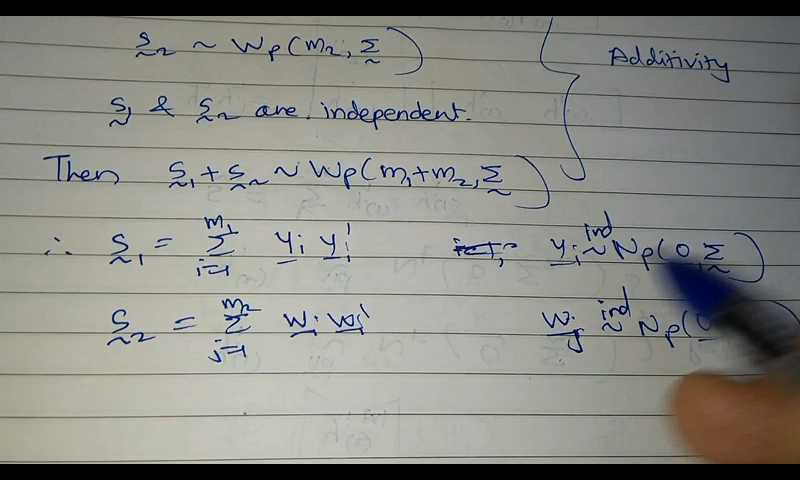 S2 ~ Wp(m2, Σ)
Additivity
S1 & S2 are independent.
Then S1 + S2 ~ Wp(m1+m2, Σ)
∴ S1 = Σ_{i=1}^{m1} yi yi' yi ~ind Np(0, Σ)
S2 = Σ_{j=1}^{m2} wj wj' wj ~ind Np(0